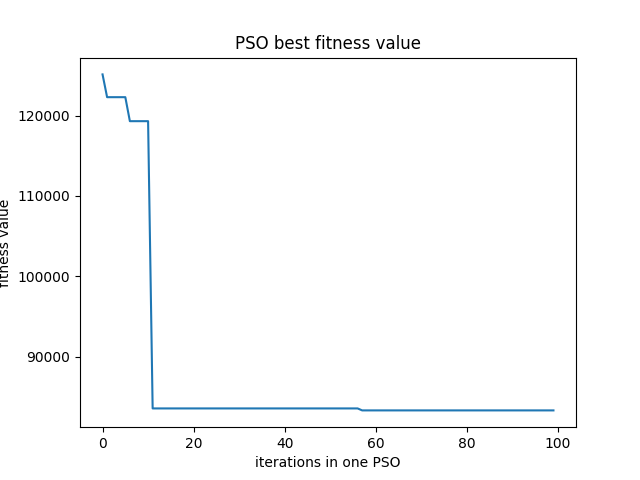 PSO best fitness value
120000
110000
100000
90000
fitness value
0 20 40 60 80 100
iterations in one PSO